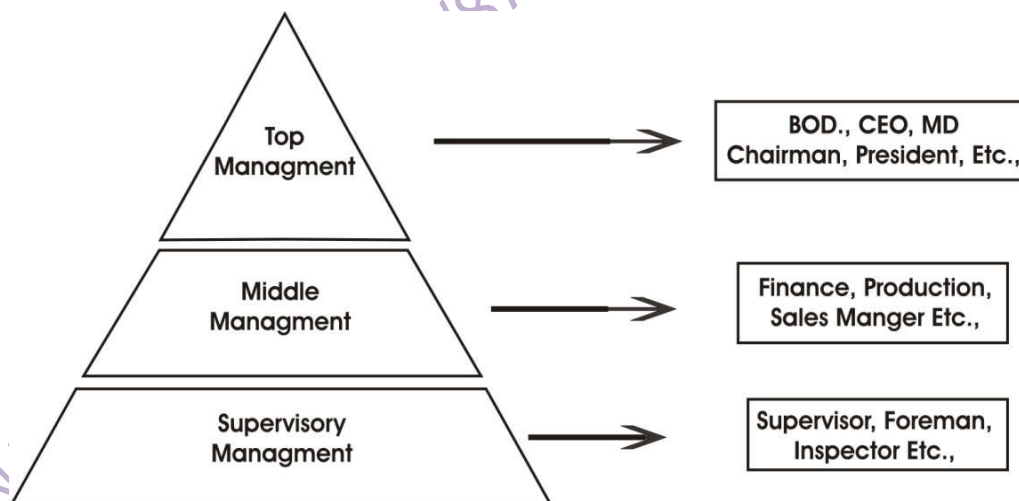 Top
Managment
BOD., CEO, MD
Chairman, President, Etc.,
Middle
Managment
Finance, Production,
Sales Manger Etc.,
Supervisory
Managment
Supervisor, Foreman,
Inspector Etc.,